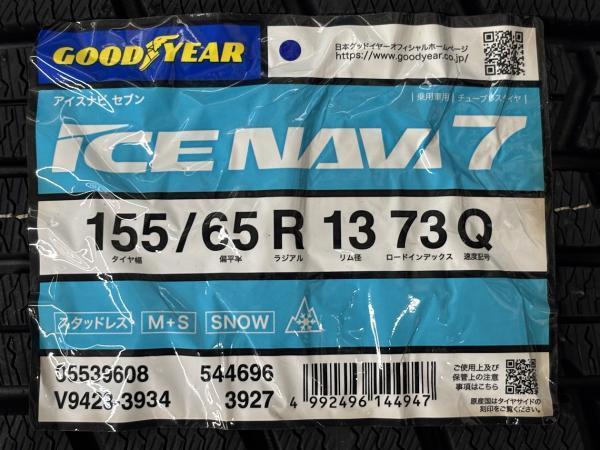 GOODYEAR
日本グッドイヤーオフィシャルホームページ
https://www.goodyear.co.jp/
アイスナビ セブン
乗用車用 チューブレスタイヤ
ICE NAVI 7
155/65 R 13 73 Q
タイヤ幅 偏平率 ラジアル リム径 ロードインデックス 速度記号
スタッドレス M+S SNOW
05539608 544696
V9423-3934 3927
4 992496 144947
ご使用上及び
保管上の注意
事項はこちら
原産国はタイヤサイドの
刻印をご覧ください。